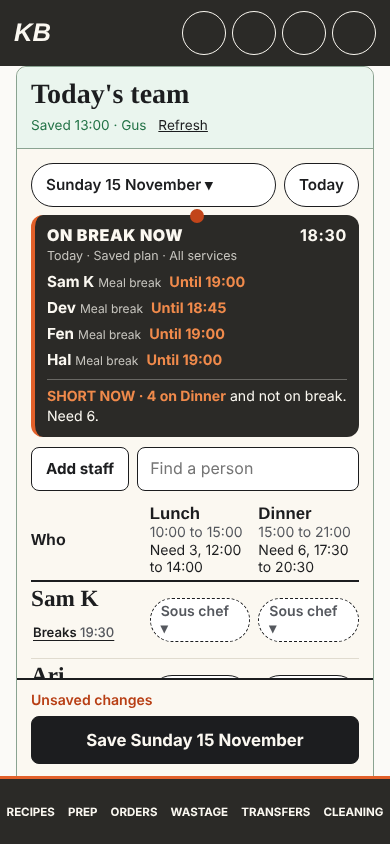 KB
Today's team
Saved 13:00 · Gus Refresh
Sunday 15 November ▾ Today
ON BREAK NOW 18:30
Today · Saved plan · All services
Sam K Meal break Until 19:00
Dev Meal break Until 18:45
Fen Meal break Until 19:00
Hal Meal break Until 19:00
SHORT NOW · 4 on Dinner and not on break.
Need 6.
Add staff Find a person
Lunch Dinner
10:00 to 15:00 15:00 to 21:00
Who Need 3, 12:00 to 14:00 Need 6, 17:30 to 20:30
Sam K
Sous chef ▾ Sous chef ▾
Breaks 19:30
Ari
Unsaved changes
Save Sunday 15 November
RECIPES PREP ORDERS WASTAGE TRANSFERS CLEANING